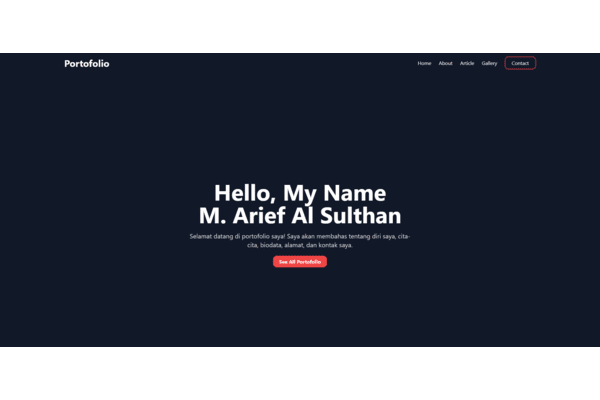 Portofolio
Home About Article Gallery Contact
Hello, My Name
M. Arief Al Sulthan
Selamat datang di portofolio saya! Saya akan membahas tentang diri saya, cita-
cita, biodata, alamat, dan kontak saya.
See All Portofolio